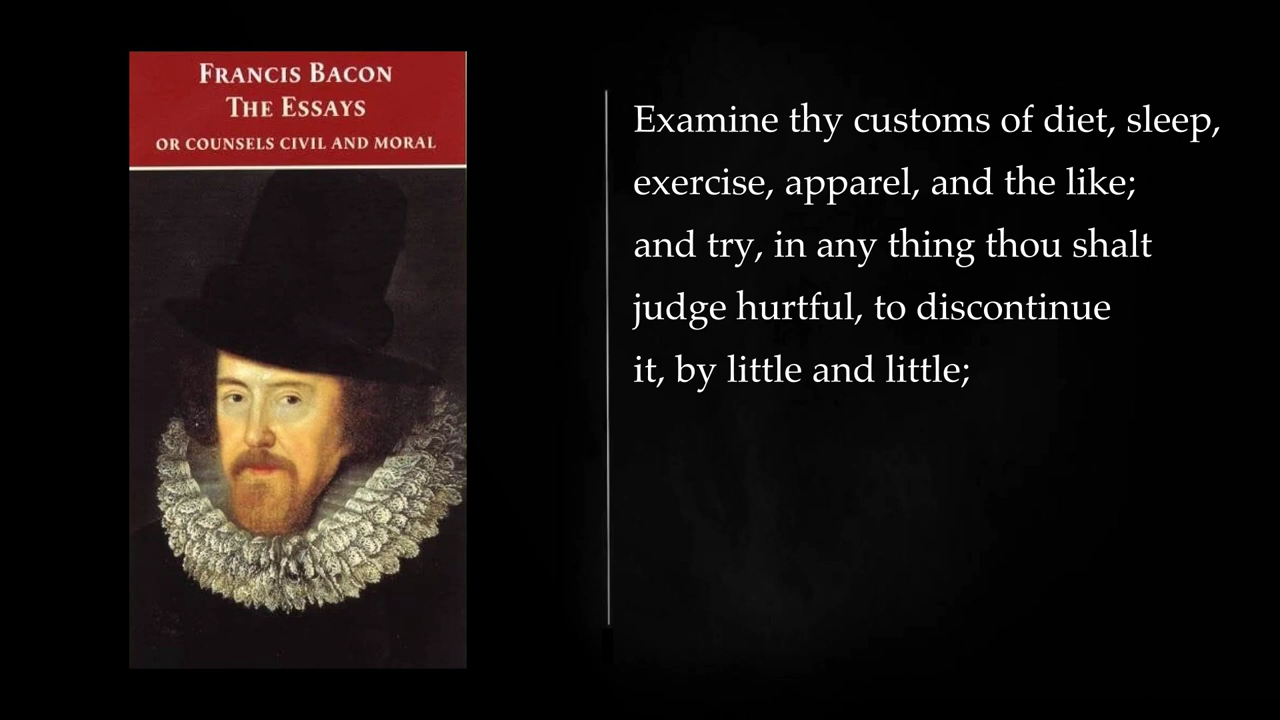 FRANCIS BACON
THE ESSAYS
OR COUNSELS CIVIL AND MORAL
Examine thy customs of diet, sleep,
exercise, apparel, and the like;
and try, in any thing thou shalt
judge hurtful, to discontinue
it, by little and little;